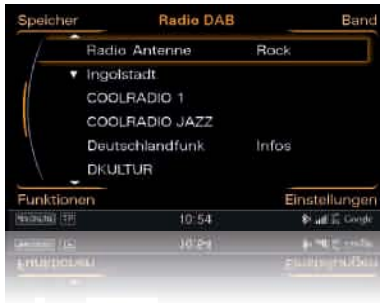 Speicher Radio DAB Band
Radio Antenne Rock
▼ Ingolstadt
COOLRADIO 1
COOLRADIO JAZZ
Deutschlandfunk Infos
DKULTUR
Funktionen Einstellungen
TP 10:54 Google